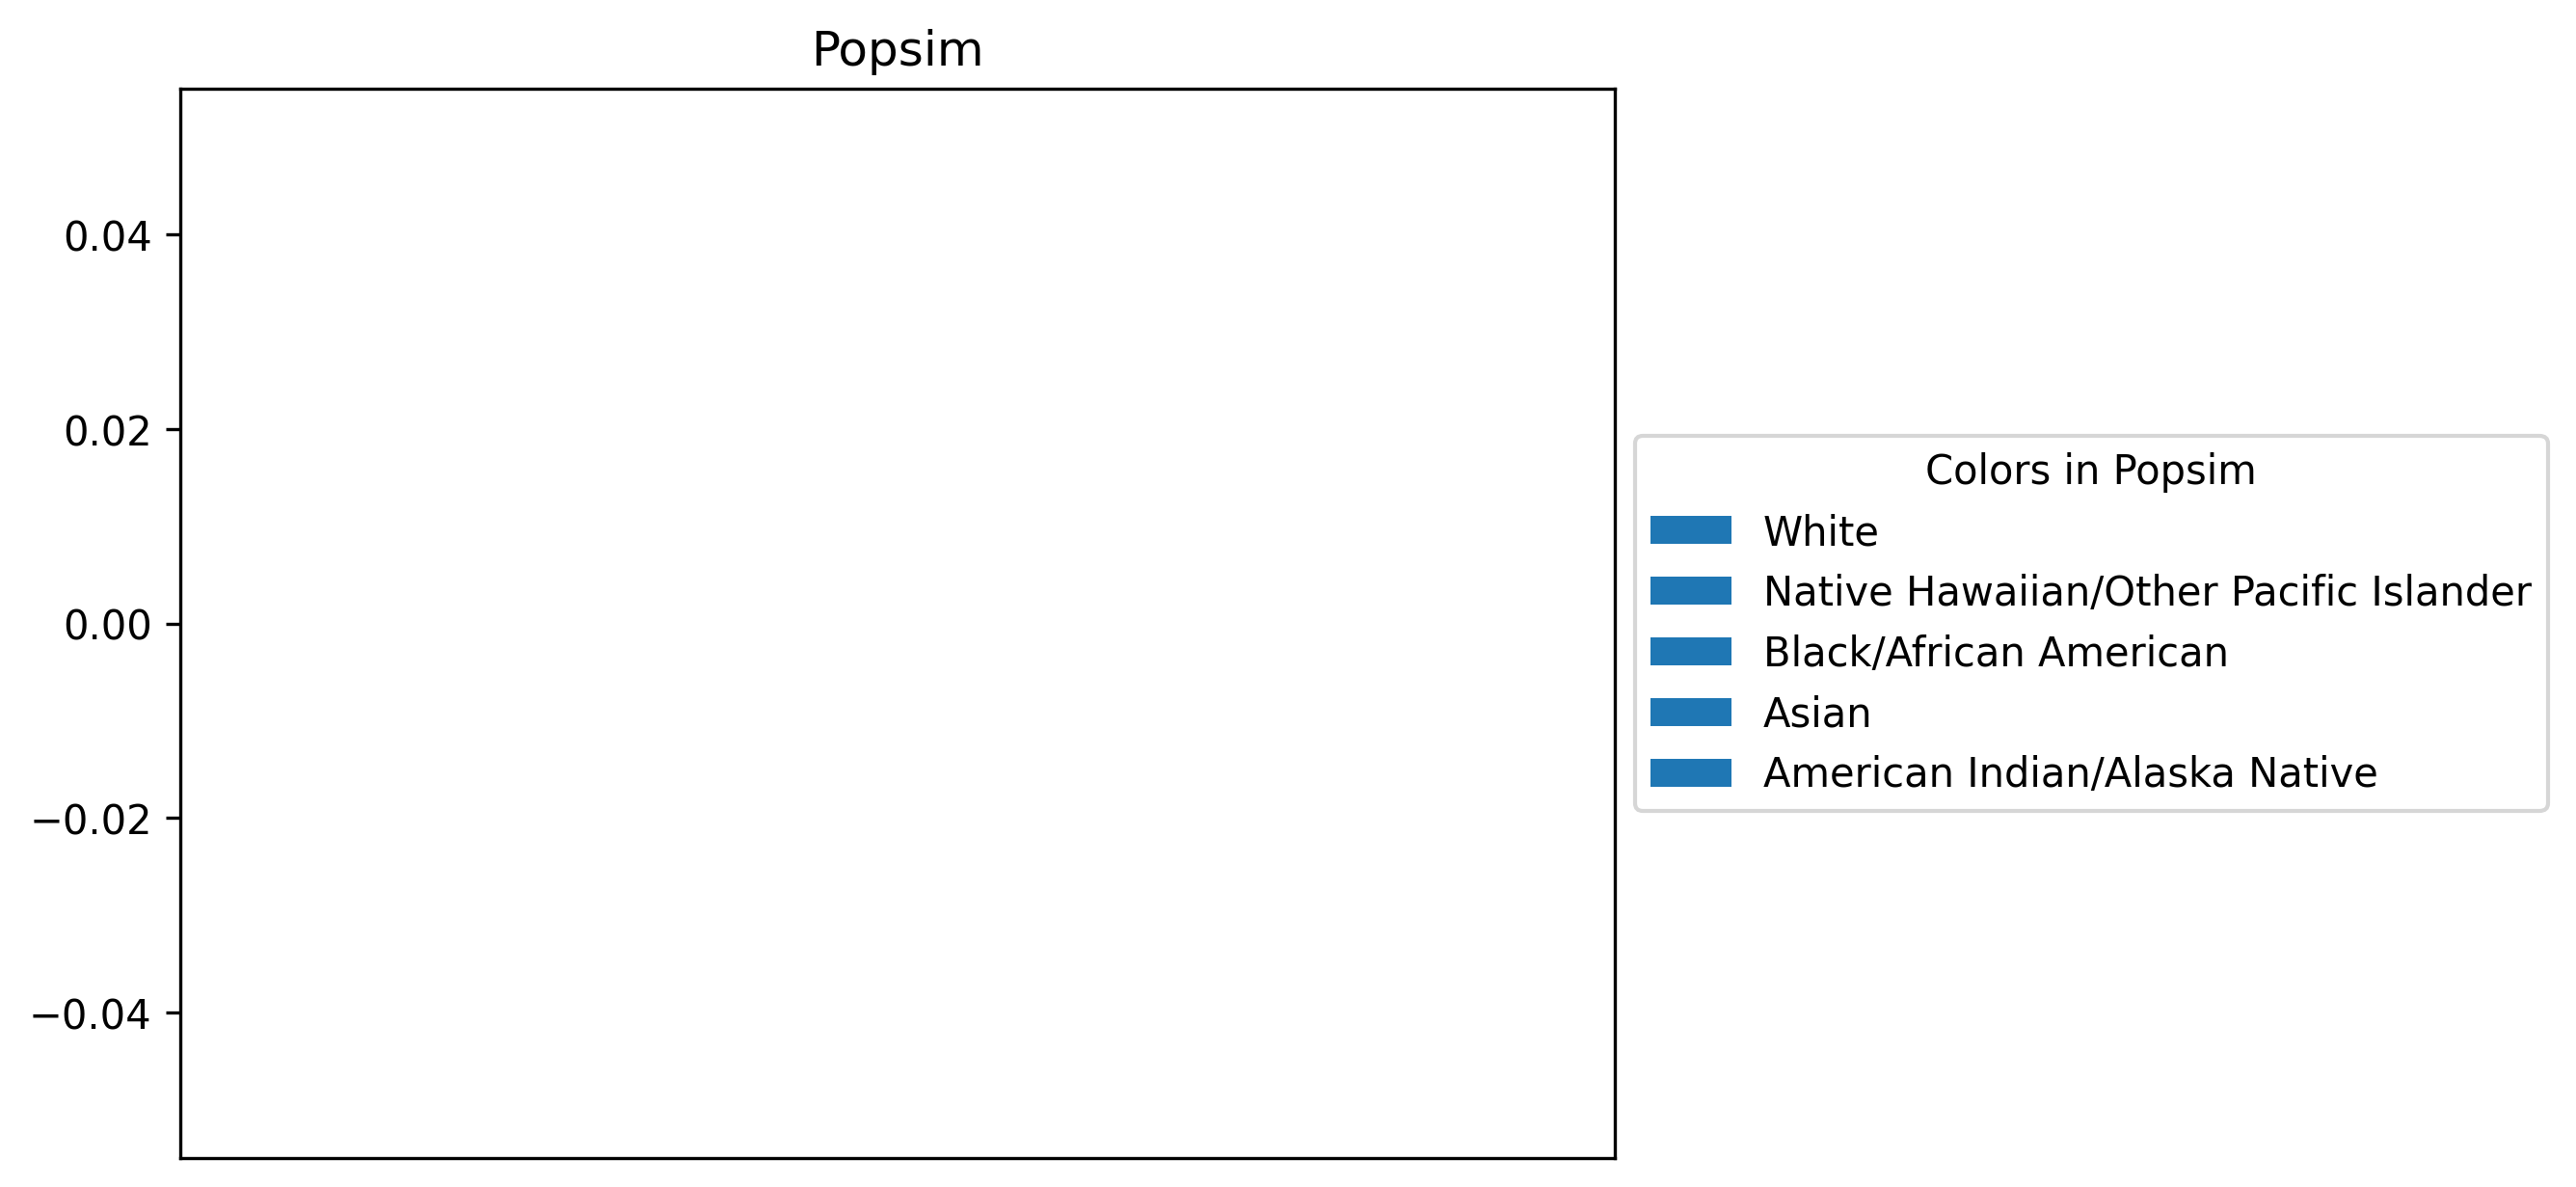 Popsim
0.04
0.02
0.00
−0.02
−0.04
Colors in Popsim
White
Native Hawaiian/Other Pacific Islander
Black/African American
Asian
American Indian/Alaska Native